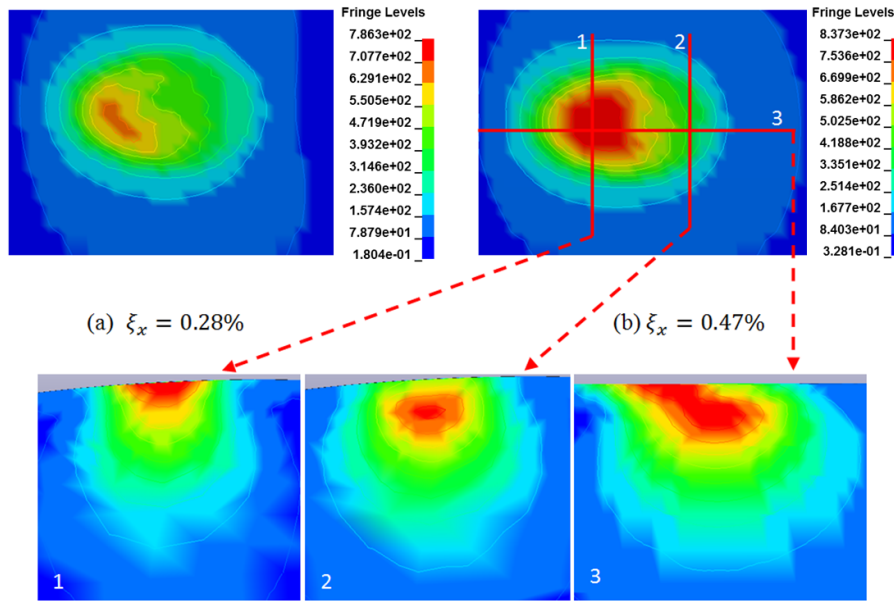 Fringe Levels
7.863e+02
7.077e+02
6.291e+02
5.505e+02
4.719e+02
3.932e+02
3.146e+02
2.360e+02
1.574e+02
7.879e+01
1.804e-01
1
2
3
Fringe Levels
8.373e+02
7.536e+02
6.699e+02
5.862e+02
5.025e+02
4.188e+02
3.351e+02
2.514e+02
1.677e+02
8.403e+01
3.281e-01
(a) ξₓ = 0.28%
(b) ξₓ = 0.47%
1
2
3